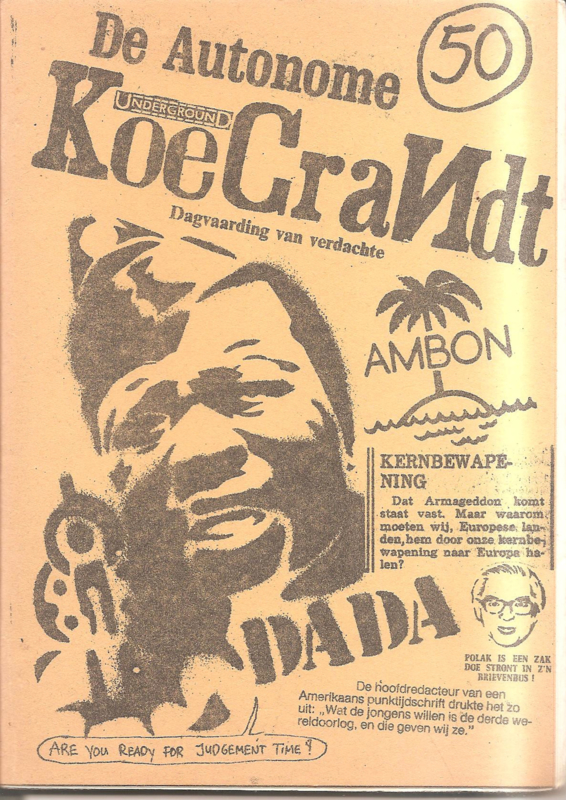 De Autonome
50
UNDERGROUND
KoeCraNdt
Dagvaarding van verdachte
AMBON
KERNBEWAPE-
NING
Dat Armageddon komt
staat vast. Maar waarom
moeten wij, Europese lan-
den, hem door onze kernbe-
wapening naar Europa ha-
len?
DADA
POLAK IS EEN ZAK
DOE STRONT IN Z'N
BRIEVENBUS !
De hoofdredacteur van een
Amerikaans punktijdschrift drukte het zo
uit: „Wat de jongens willen is de derde we-
reldoorlog, en die geven wij ze.”
ARE YOU READY FOR JUDGEMENT TIME ?